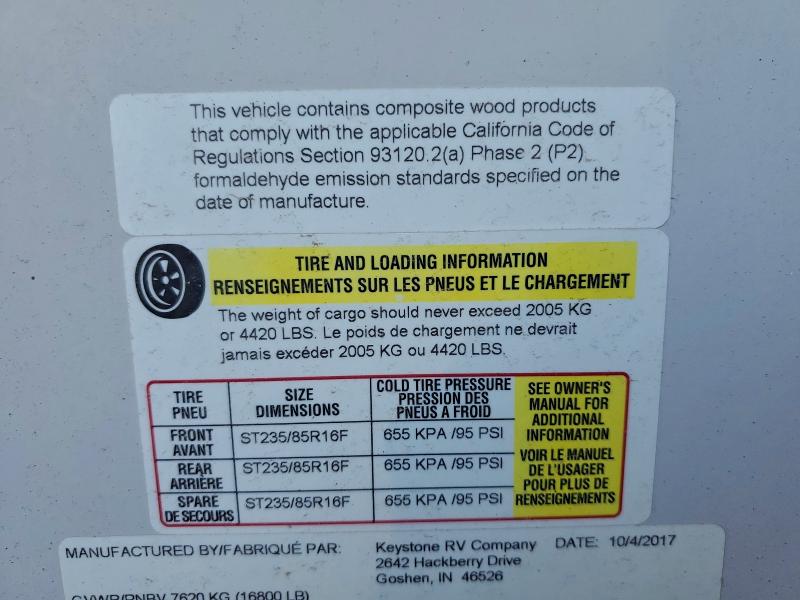 This vehicle contains composite wood products
that comply with the applicable California Code of
Regulations Section 93120.2(a) Phase 2 (P2)
formaldehyde emission standards specified on the
date of manufacture.
TIRE AND LOADING INFORMATION
RENSEIGNEMENTS SUR LES PNEUS ET LE CHARGEMENT
The weight of cargo should never exceed 2005 KG
or 4420 LBS. Le poids de chargement ne devrait
jamais excéder 2005 KG ou 4420 LBS.
TIRE
PNEU
SIZE
DIMENSIONS
COLD TIRE PRESSURE
PRESSION DES
PNEUS A FROID
SEE OWNER'S
MANUAL FOR
ADDITIONAL
INFORMATION
VOIR LE MANUEL
DE L'USAGER
POUR PLUS DE
RENSEIGNEMENTS
FRONT
AVANT
ST235/85R16F
655 KPA /95 PSI
REAR
ARRIÈRE
ST235/85R16F
655 KPA /95 PSI
SPARE
DE SECOURS
ST235/85R16F
655 KPA /95 PSI
MANUFACTURED BY/FABRIQUÉ PAR: Keystone RV Company DATE: 10/4/2017
2642 Hackberry Drive
Goshen, IN 46526
GVWR/PNBV 7620 KG (16800 LB)